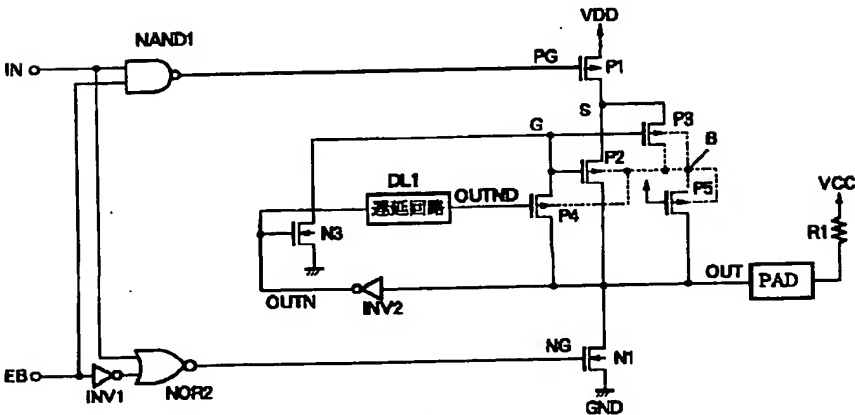 VDD
NAND1
IN
PG
P1
S
P3
G
B
P2
DL1
OUTND
遅延回路
P5
VCC
P4
N3
R1
OUT
PAD
OUTN
INV2
NG
N1
EB
INV1
NOR2
GND